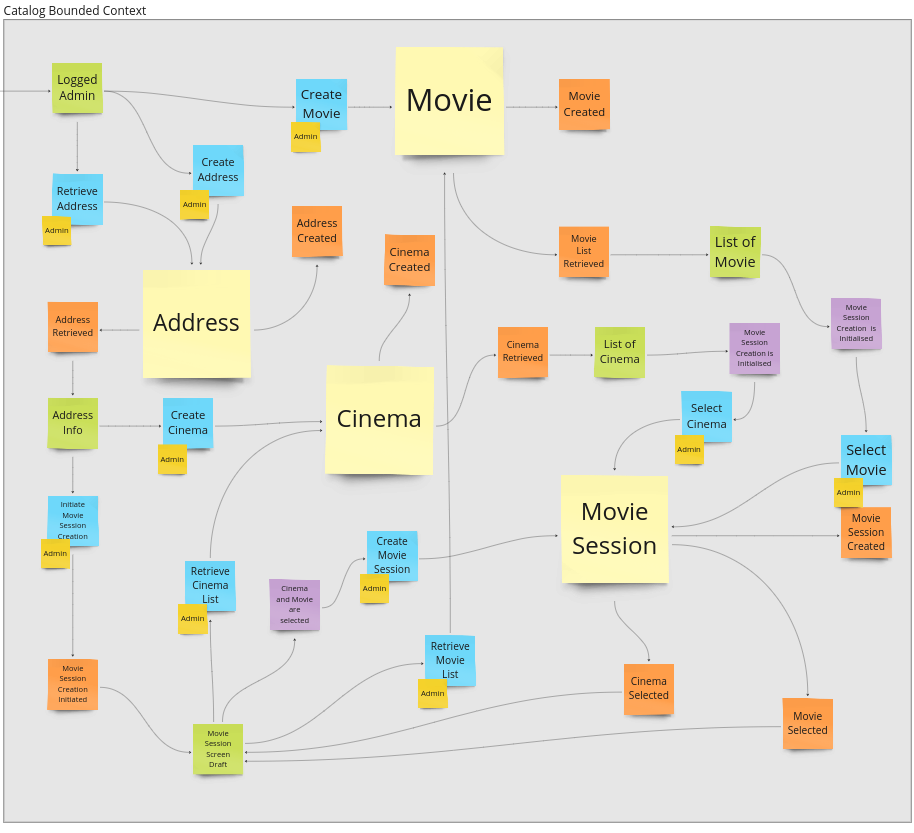 Catalog Bounded Context
Logged
Admin
Create
Movie
Admin
Movie
Movie
Created
Create
Address
Admin
Retrieve
Address
Admin
Address
Created
Cinema
Created
Movie
List
Retrieved
List of
Movie
Address
Address
Retrieved
Cinema
Retrieved
List of
Cinema
Movie
Session
Creation is
Initialised
Movie
Session
Creation is
Initialised
Address
Info
Create
Cinema
Admin
Cinema
Select
Cinema
Admin
Select
Movie
Admin
Initiate
Movie
Session
Creation
Admin
Movie
Session
Movie
Session
Created
Create
Movie
Session
Admin
Retrieve
Cinema
List
Admin
Cinema
and Movie
are
selected
Retrieve
Movie
List
Admin
Movie
Session
Creation
Initiated
Cinema
Selected
Movie
Selected
Movie
Session
Screen
Draft